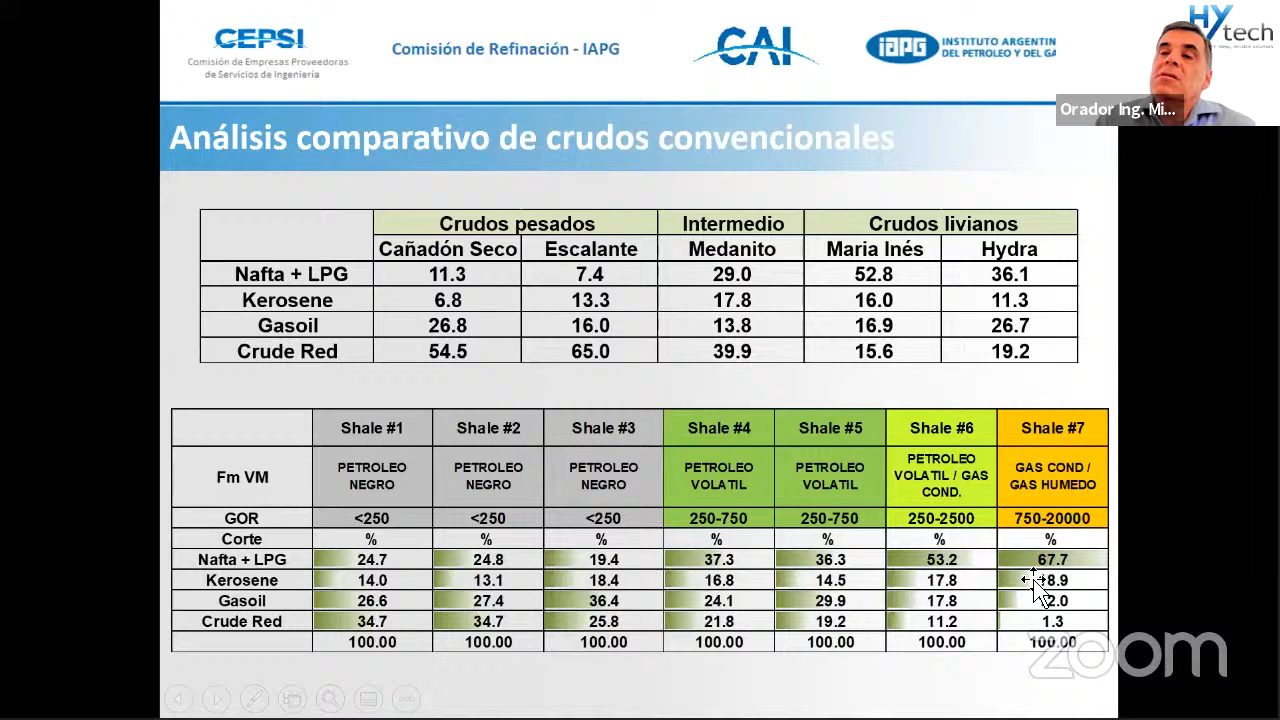 CEPSI
Comisión de Empresas Proveedoras
de Servicios de Ingeniería
Comisión de Refinación - IAPG
CAI
iapg
INSTITUTO ARGENTIN
DEL PETROLEO Y DEL GA
HYtech
Orador Ing. Mi...
Análisis comparativo de crudos convencionales
Crudos pesados Intermedio Crudos livianos
Cañadón Seco Escalante Medanito Maria Inés Hydra
Nafta + LPG 11.3 7.4 29.0 52.8 36.1
Kerosene 6.8 13.3 17.8 16.0 11.3
Gasoil 26.8 16.0 13.8 16.9 26.7
Crude Red 54.5 65.0 39.9 15.6 19.2
Shale #1 Shale #2 Shale #3 Shale #4 Shale #5 Shale #6 Shale #7
Fm VM PETROLEO NEGRO PETROLEO NEGRO PETROLEO NEGRO PETROLEO VOLATIL PETROLEO VOLATIL PETROLEO VOLATIL / GAS COND. GAS COND / GAS HUMEDO
GOR <250 <250 <250 250-750 250-750 250-2500 750-20000
Corte % % % % % % %
Nafta + LPG 24.7 24.8 19.4 37.3 36.3 53.2 67.7
Kerosene 14.0 13.1 18.4 16.8 14.5 17.8 8.9
Gasoil 26.6 27.4 36.4 24.1 29.9 17.8 2.0
Crude Red 34.7 34.7 25.8 21.8 19.2 11.2 1.3
100.00 100.00 100.00 100.00 100.00 100.00 100.00
zoom